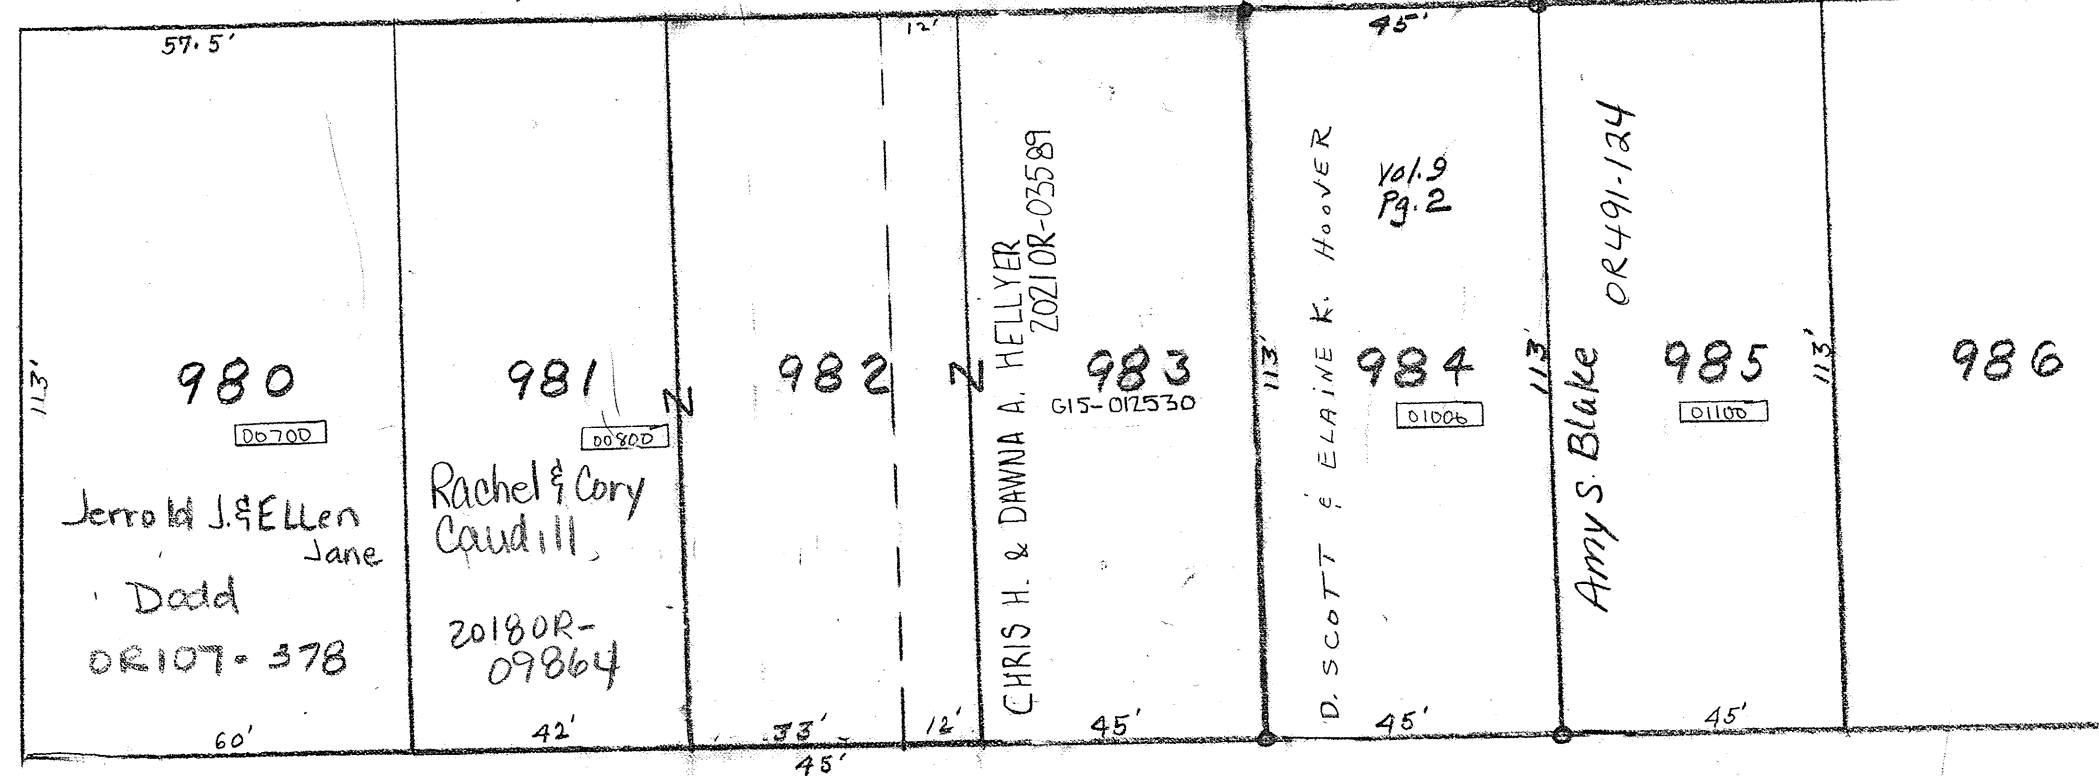 57.5'
12'
45'
113'
980
00700
Jerrold J. & ELLen
Jane
Dodd
OR107-378
60'
981
00800
Rachel & Cory
Caudill
2018OR-
09864
42'
Z
982
33'
12'
45'
Z
CHRIS H. & DAWNA A. HELLYER
2021OR-03589
983
G15-012530
45'
113'
D. SCOTT & ELAINE K. HOOVER
Vol.9
Pg.2
984
01000
45'
113'
Amy S. Blake
OR491-124
985
01100
45'
113'
986